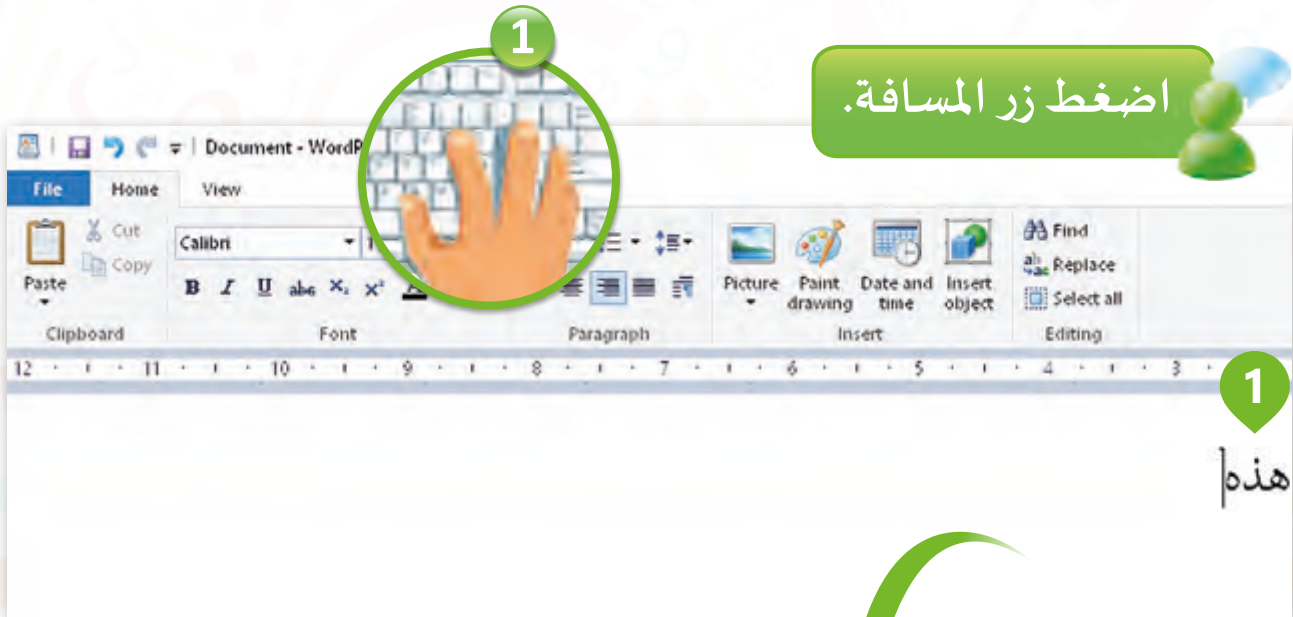 1
اضغط زر المسافة.
Document - WordP
File Home View
Paste
Cut
Copy
Clipboard
Calibri
B I U abc X₂ X² A
Font
Paragraph
Picture
Paint drawing
Date and time
Insert object
Insert
Find
Replace
Select all
Editing
12 11 10 9 8 7 6 5 4 3
1
هذه